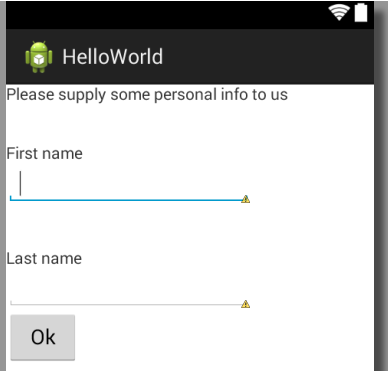 HelloWorld
Please supply some personal info to us
First name
Last name
Ok